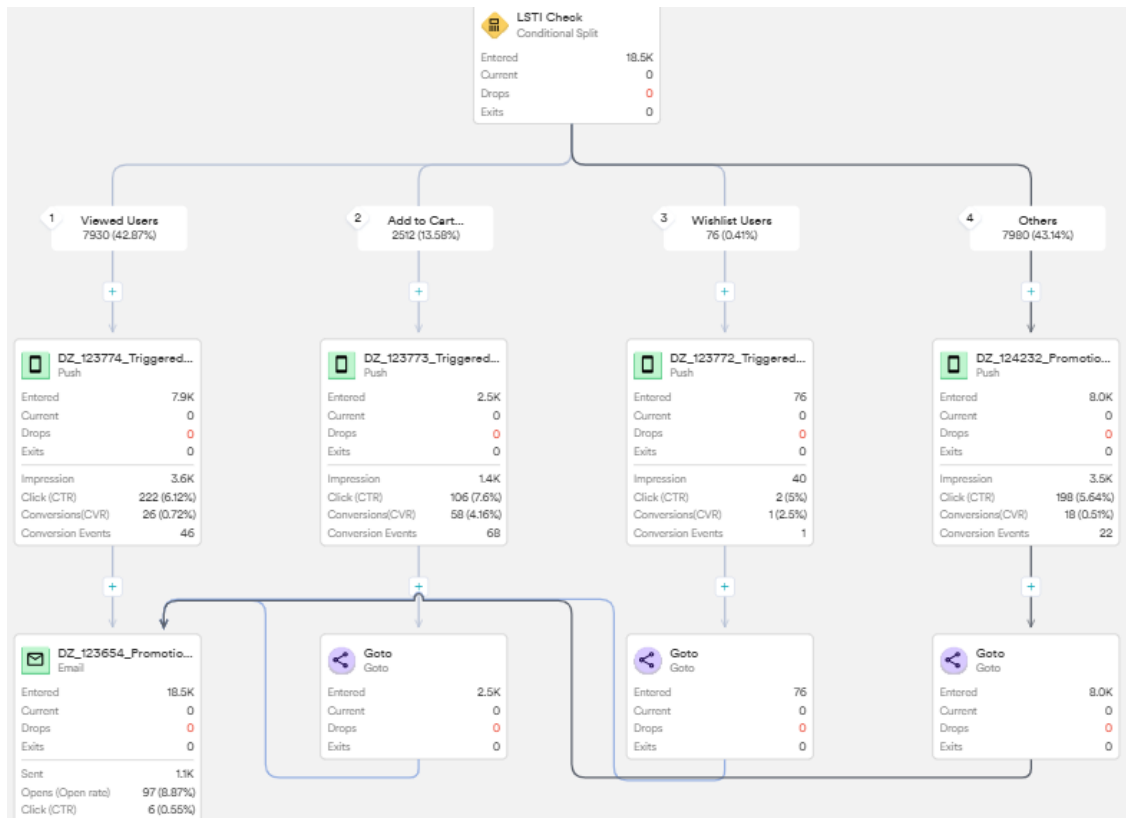 LSTI Check
Conditional Split
Entered 18.5K
Current 0
Drops 0
Exits 0
1 Viewed Users
7930 (42.87%)
2 Add to Cart...
2512 (13.58%)
3 Wishlist Users
76 (0.41%)
4 Others
7980 (43.14%)
DZ_123774_Triggered...
Push
Entered 7.9K
Current 0
Drops 0
Exits 0
Impression 3.6K
Click (CTR) 222 (6.12%)
Conversions(CVR) 26 (0.72%)
Conversion Events 46
DZ_123773_Triggered...
Push
Entered 2.5K
Current 0
Drops 0
Exits 0
Impression 1.4K
Click (CTR) 106 (7.6%)
Conversions(CVR) 58 (4.16%)
Conversion Events 68
DZ_123772_Triggered...
Push
Entered 76
Current 0
Drops 0
Exits 0
Impression 40
Click (CTR) 2 (5%)
Conversions(CVR) 1 (2.5%)
Conversion Events 1
DZ_124232_Promotio...
Push
Entered 8.0K
Current 0
Drops 0
Exits 0
Impression 3.5K
Click (CTR) 198 (5.64%)
Conversions(CVR) 18 (0.51%)
Conversion Events 22
DZ_123654_Promotio...
Email
Entered 18.5K
Current 0
Drops 0
Exits 0
Sent 1.1K
Opens (Open rate) 97 (8.87%)
Click (CTR) 6 (0.55%)
Goto
Goto
Entered 2.5K
Current 0
Drops 0
Exits 0
Goto
Goto
Entered 76
Current 0
Drops 0
Exits 0
Goto
Goto
Entered 8.0K
Current 0
Drops 0
Exits 0